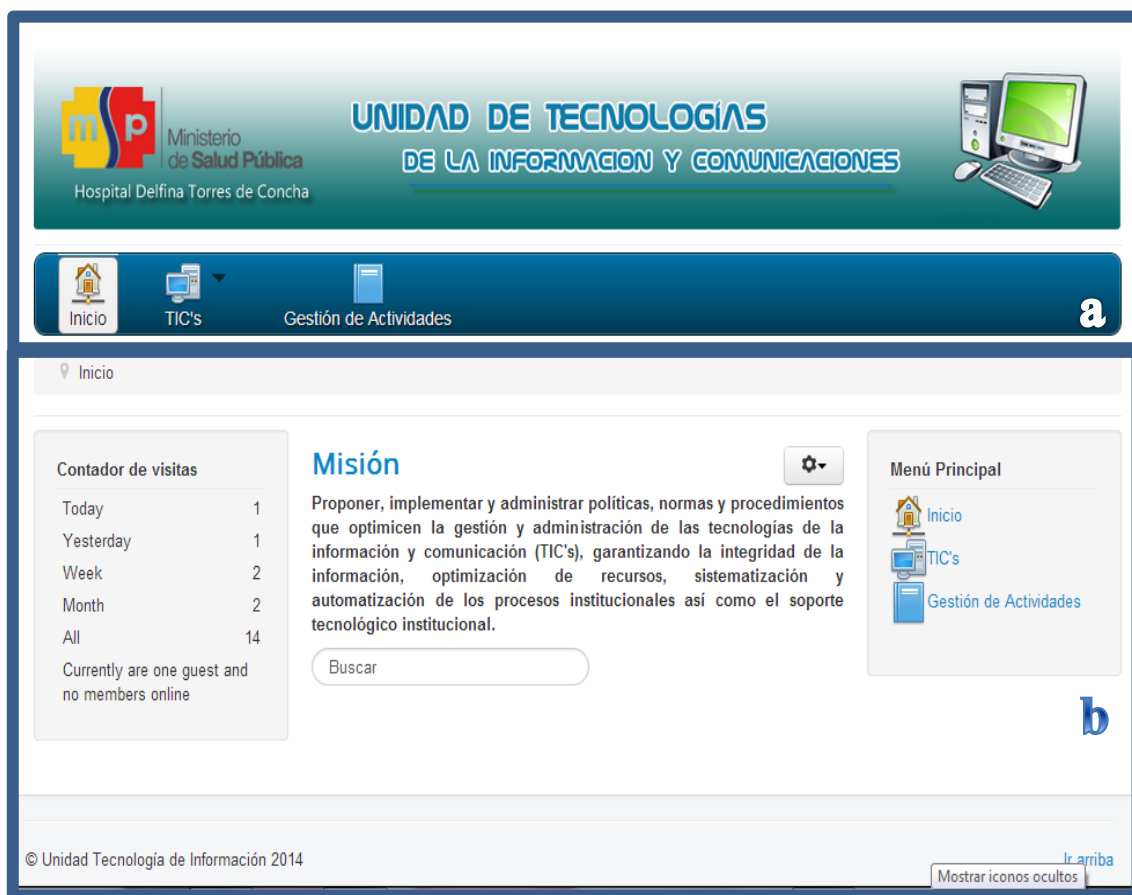 msp
Ministerio
de Salud Pública
Hospital Delfina Torres de Concha
UNIDAD DE TECNOLOGÍAS
DE LA INFORMACION Y COMUNICACIONES
Inicio
TIC's
Gestión de Actividades
a
Inicio
Contador de visitas
Today 1
Yesterday 1
Week 2
Month 2
All 14
Currently are one guest and
no members online
Misión
Proponer, implementar y administrar políticas, normas y procedimientos
que optimicen la gestión y administración de las tecnologías de la
información y comunicación (TIC's), garantizando la integridad de la
información, optimización de recursos, sistematización y
automatización de los procesos institucionales así como el soporte
tecnológico institucional.
Buscar
Menú Principal
Inicio
TIC's
Gestión de Actividades
b
© Unidad Tecnología de Información 2014
Ir arriba
Mostrar iconos ocultos